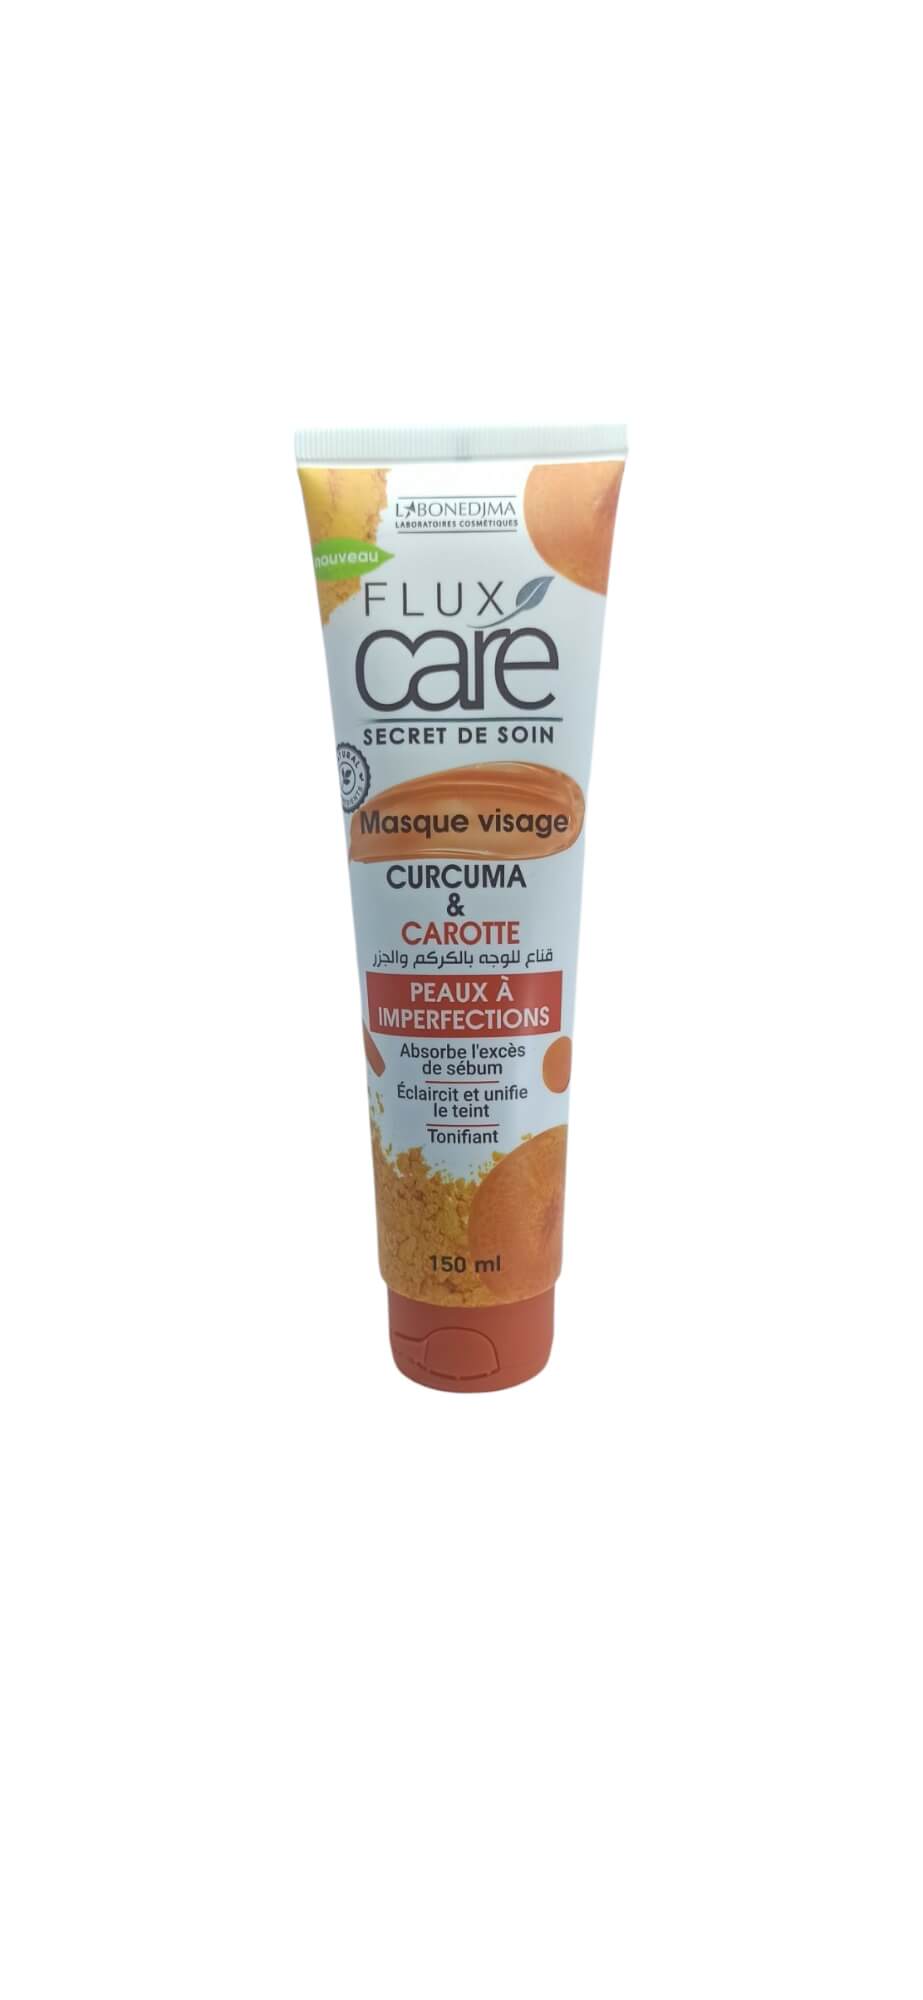 LABONEDJMA
LABORATOIRES COSMÉTIQUES
nouveau
FLUX
care
SECRET DE SOIN
Masque visage
CURCUMA
&
CAROTTE
قناع للوجه بالكركم والجزر
PEAUX À
IMPERFECTIONS
Absorbe l'excès
de sébum
Éclaircit et unifie
le teint
Tonifiant
150 ml